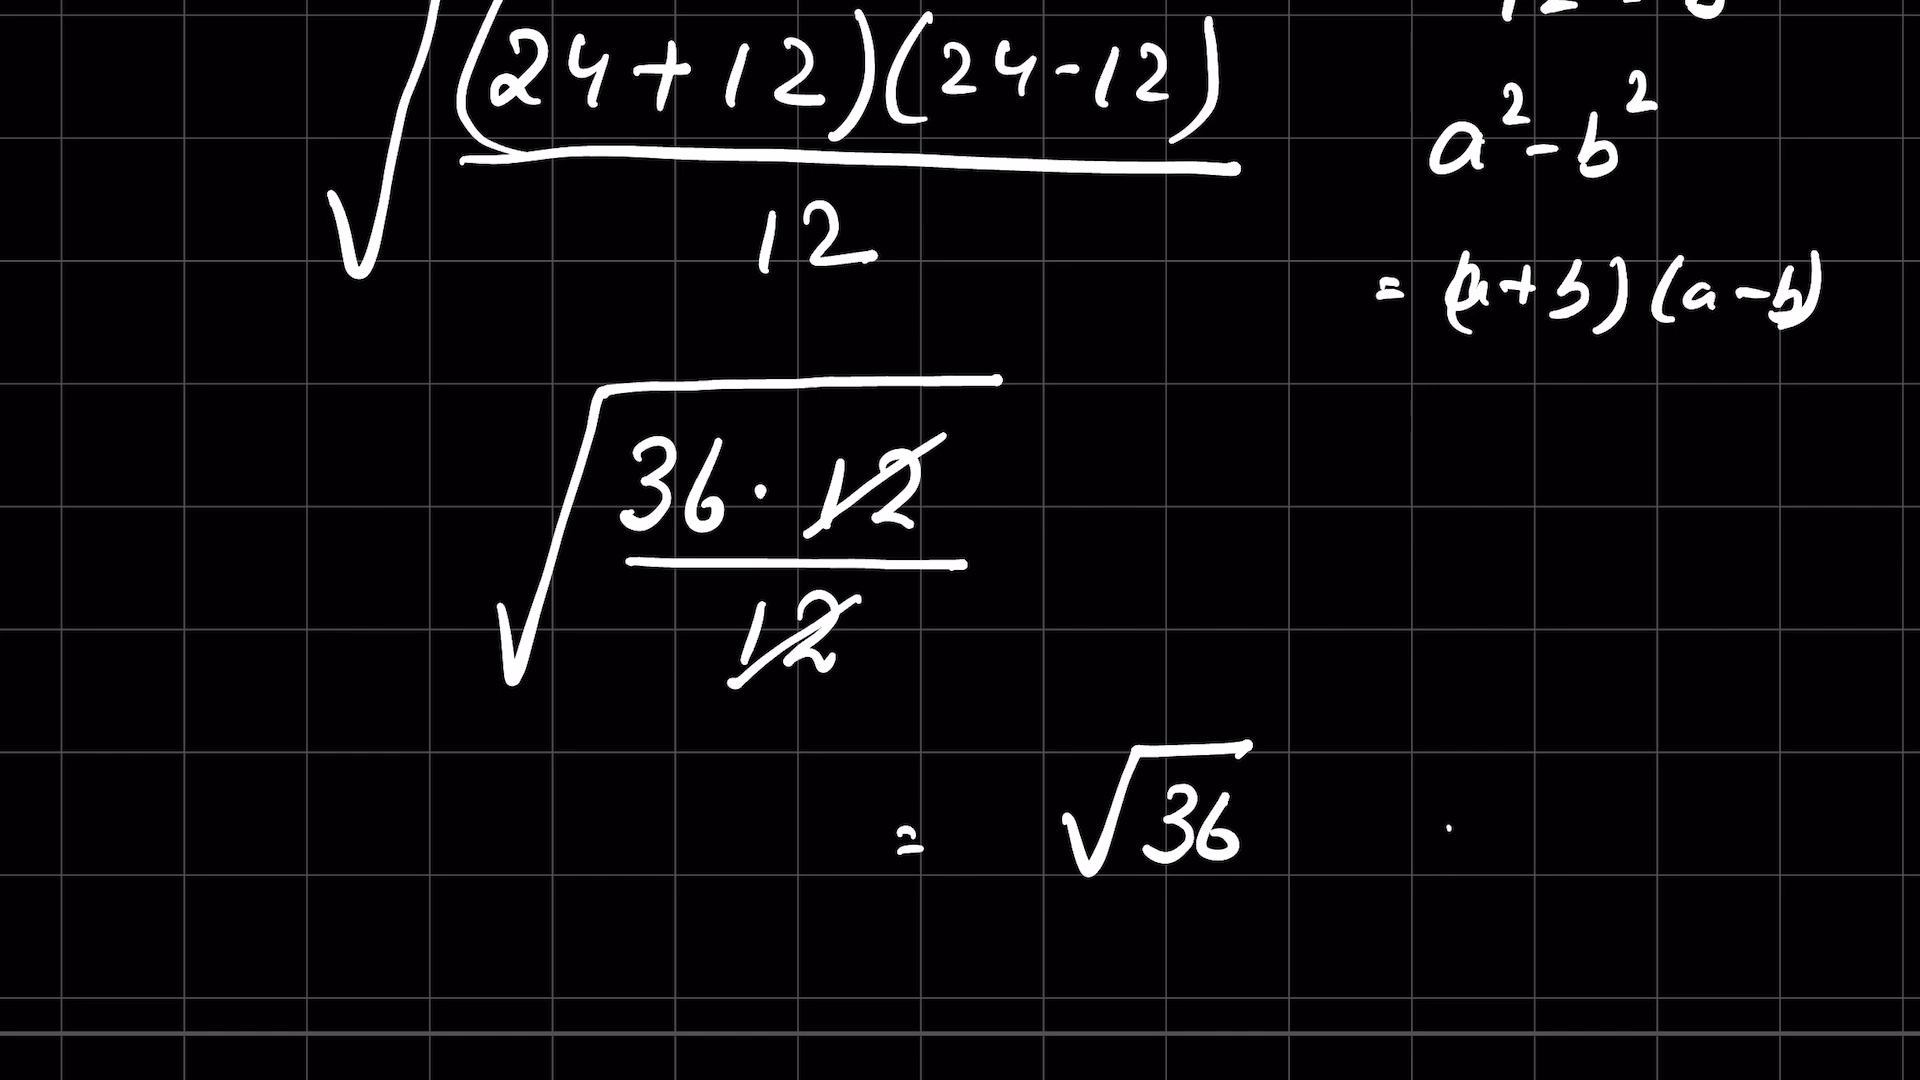 √((24+12)(24-12)
12
a²-b²
= (a+b)(a-b)
√(36·12
12
= √36